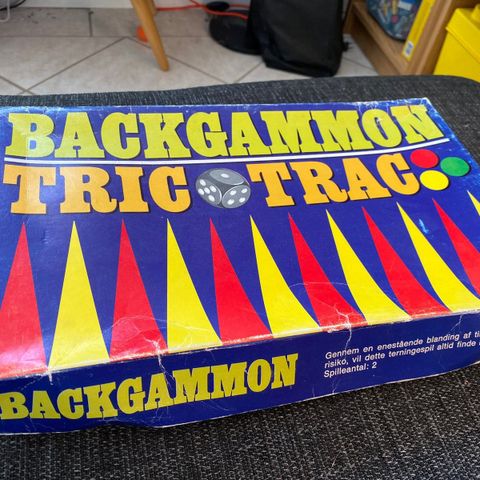 BACKGAMMON
TRIC TRAC
BACKGAMMON
Gennem en enestående blanding af
risiko, vil dette terningespil altid finde
Spilleantal: 2